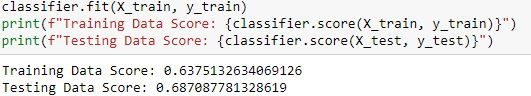 classifier.fit(X_train, y_train)
print(f"Training Data Score: {classifier.score(X_train, y_train)}")
print(f"Testing Data Score: {classifier.score(X_test, y_test)}")
Training Data Score: 0.6375132634069126
Testing Data Score: 0.687087781328619